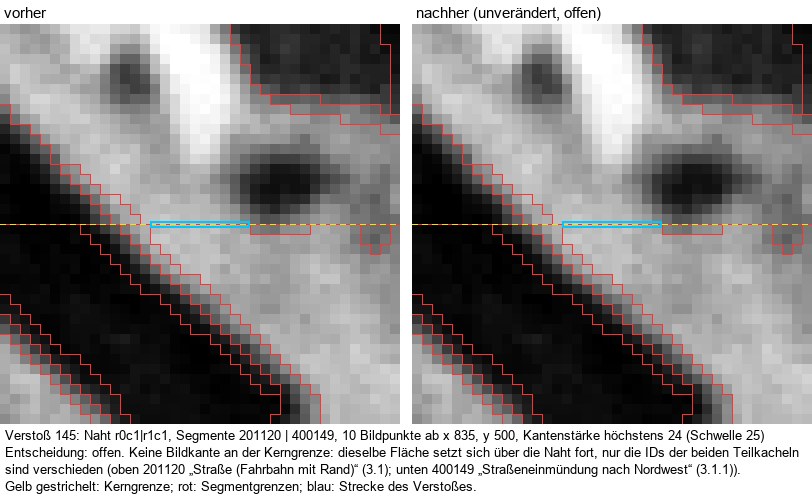 vorher
nachher (unverändert, offen)
Verstoß 145: Naht r0c1|r1c1, Segmente 201120 | 400149, 10 Bildpunkte ab x 835, y 500, Kantenstärke höchstens 24 (Schwelle 25)
Entscheidung: offen. Keine Bildkante an der Kerngrenze: dieselbe Fläche setzt sich über die Naht fort, nur die IDs der beiden Teilkacheln
sind verschieden (oben 201120 „Straße (Fahrbahn mit Rand)“ (3.1); unten 400149 „Straßeneinmündung nach Nordwest“ (3.1.1)).
Gelb gestrichelt: Kerngrenze; rot: Segmentgrenzen; blau: Strecke des Verstoßes.